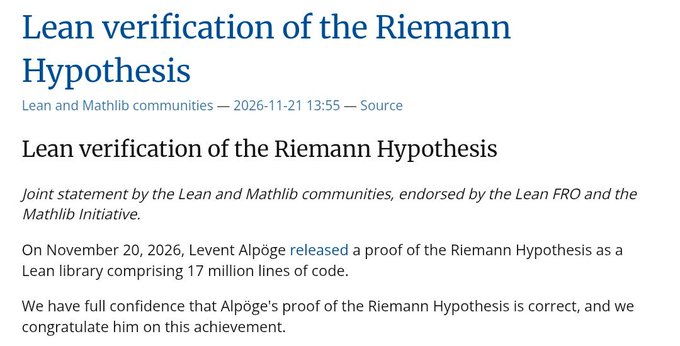 Lean verification of the Riemann
Hypothesis
Lean and Mathlib communities — 2026-11-21 13:55 — Source
Lean verification of the Riemann Hypothesis
Joint statement by the Lean and Mathlib communities, endorsed by the Lean FRO and the
Mathlib Initiative.
On November 20, 2026, Levent Alpöge released a proof of the Riemann Hypothesis as a
Lean library comprising 17 million lines of code.
We have full confidence that Alpöge's proof of the Riemann Hypothesis is correct, and we
congratulate him on this achievement.